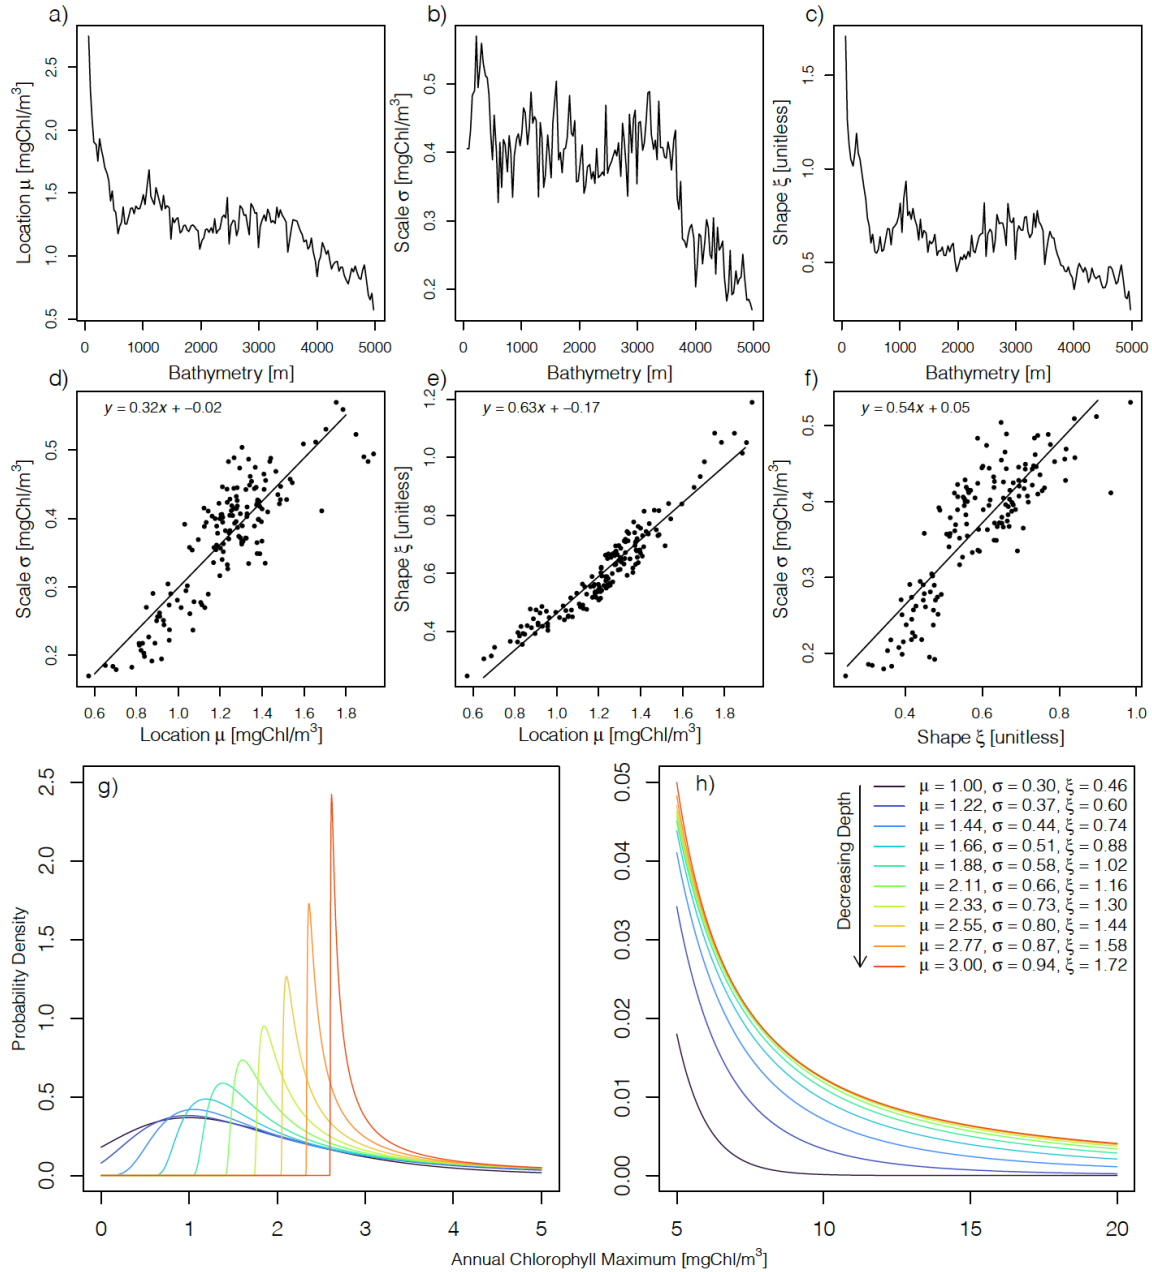 a)
b)
c)
Location μ [mgChl/m³]
0.5 1.0 1.5 2.0 2.5
0 1000 2000 3000 4000 5000
Bathymetry [m]
Scale σ [mgChl/m³]
0.2 0.3 0.4 0.5
0 1000 2000 3000 4000 5000
Bathymetry [m]
Shape ξ [unitless]
0.5 1.0 1.5
0 1000 2000 3000 4000 5000
Bathymetry [m]
d)
y = 0.32x + −0.02
Scale σ [mgChl/m³]
0.2 0.3 0.4 0.5
0.6 0.8 1.0 1.2 1.4 1.6 1.8
Location μ [mgChl/m³]
e)
y = 0.63x + −0.17
Shape ξ [unitless]
0.4 0.6 0.8 1.0 1.2
0.6 0.8 1.0 1.2 1.4 1.6 1.8
Location μ [mgChl/m³]
f)
y = 0.54x + 0.05
Scale σ [mgChl/m³]
0.2 0.3 0.4 0.5
0.4 0.6 0.8 1.0
Shape ξ [unitless]
g)
Probability Density
0.0 0.5 1.0 1.5 2.0 2.5
0 1 2 3 4 5
h)
0.00 0.01 0.02 0.03 0.04 0.05
5 10 15 20
Decreasing Depth
μ = 1.00, σ = 0.30, ξ = 0.46
μ = 1.22, σ = 0.37, ξ = 0.60
μ = 1.44, σ = 0.44, ξ = 0.74
μ = 1.66, σ = 0.51, ξ = 0.88
μ = 1.88, σ = 0.58, ξ = 1.02
μ = 2.11, σ = 0.66, ξ = 1.16
μ = 2.33, σ = 0.73, ξ = 1.30
μ = 2.55, σ = 0.80, ξ = 1.44
μ = 2.77, σ = 0.87, ξ = 1.58
μ = 3.00, σ = 0.94, ξ = 1.72
Annual Chlorophyll Maximum [mgChl/m³]